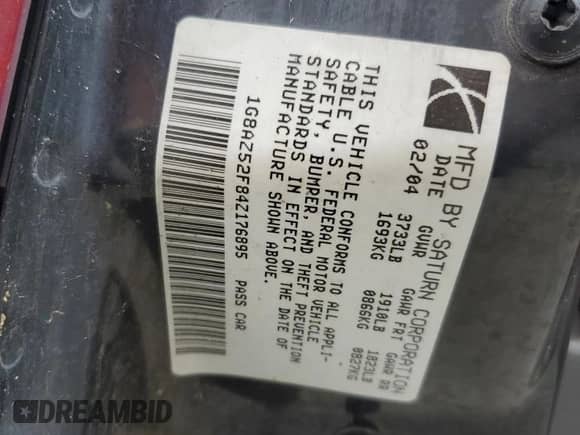 MFD BY SATURN CORPORATION
DATE GVWR GAWR FRT GAWR RR
02/04 3733LB 1910LB 1823LB
1693KG 0866KG 0827KG
THIS VEHICLE CONFORMS TO ALL APPLI-
CABLE U.S. FEDERAL MOTOR VEHICLE
SAFETY, BUMPER, AND THEFT PREVENTION
STANDARDS IN EFFECT ON THE DATE OF
MANUFACTURE SHOWN ABOVE.
1G8AZ52F84Z176895 PASS CAR
DREAMBID